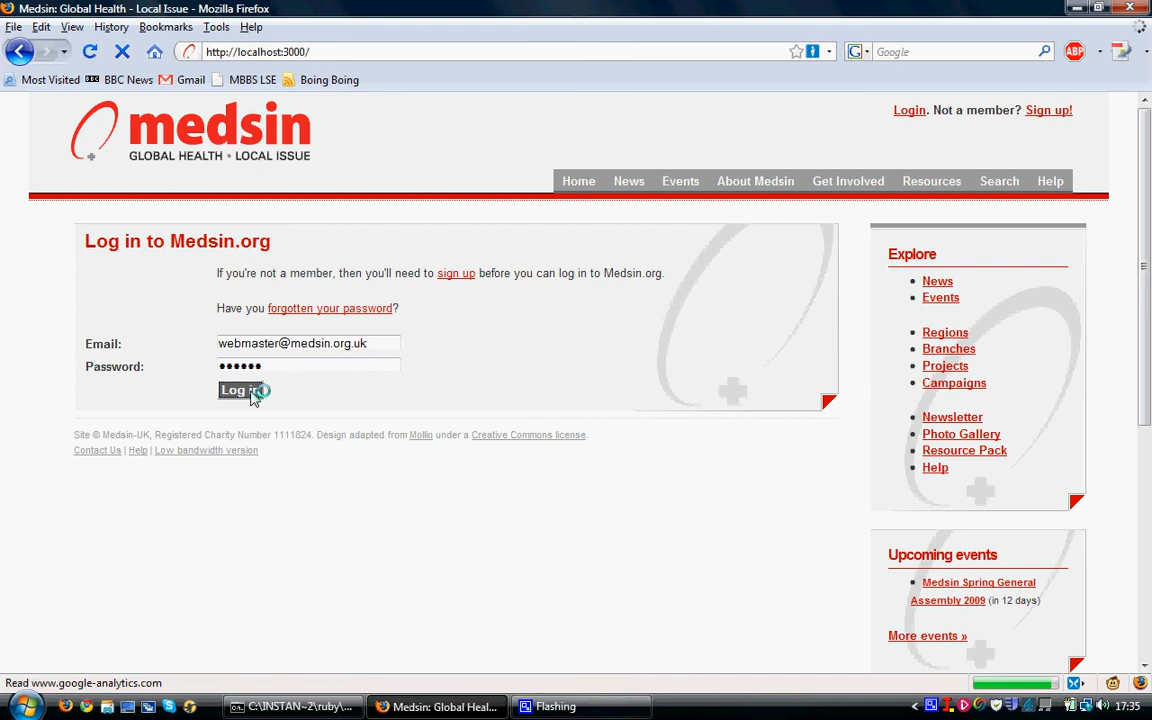 Medsin: Global Health - Local Issue - Mozilla Firefox
File Edit View History Bookmarks Tools Help
http://localhost:3000/
Google
ABP
Most Visited BBC News Gmail MBBS LSE Boing Boing
medsin
GLOBAL HEALTH • LOCAL ISSUE
Login. Not a member? Sign up!
Home News Events About Medsin Get Involved Resources Search Help
Log in to Medsin.org
If you're not a member, then you'll need to sign up before you can log in to Medsin.org.
Have you forgotten your password?
Email: webmaster@medsin.org.uk
Password: ••••••
Log in
Site © Medsin-UK, Registered Charity Number 1111824. Design adapted from Mollio under a Creative Commons license.
Contact Us | Help | Low bandwidth version
Explore
News
Events
Regions
Branches
Projects
Campaigns
Newsletter
Photo Gallery
Resource Pack
Help
Upcoming events
Medsin Spring General
Assembly 2009 (in 12 days)
More events »
Read www.google-analytics.com
C:\INSTAN~2\ruby\... Medsin: Global Heal... Flashing 17:35